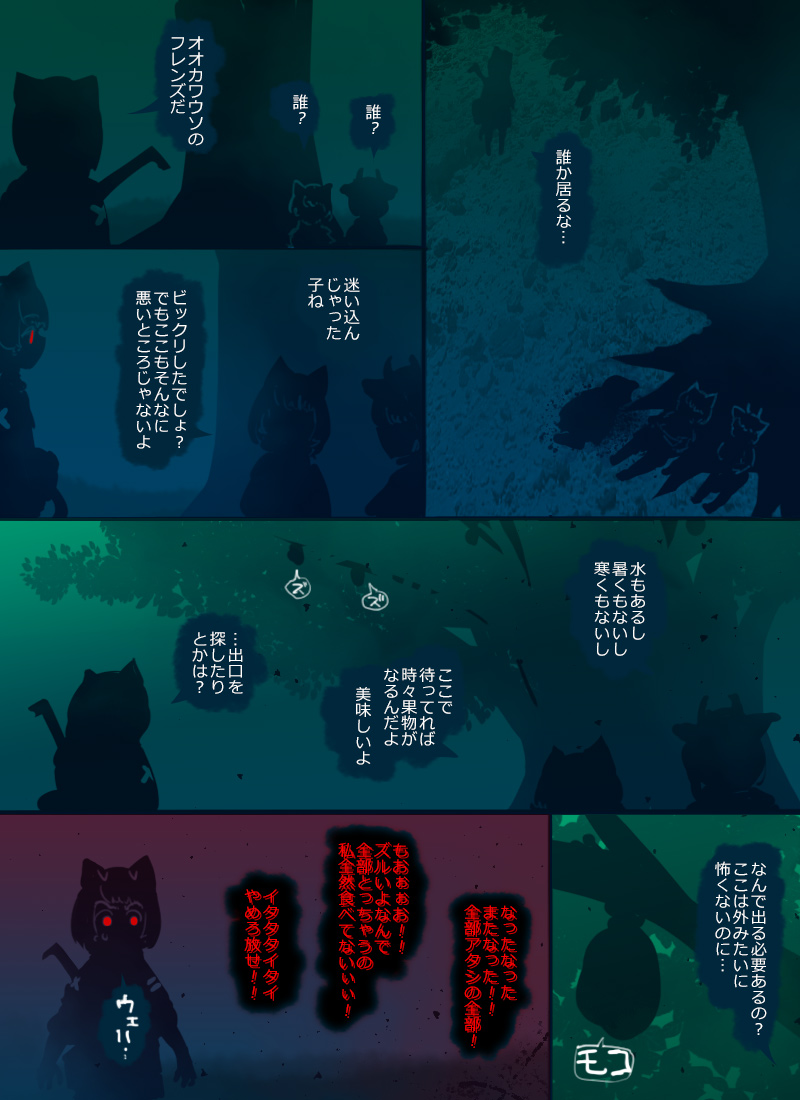 誰か居るな…
誰？
誰？
オオカワウソの
フレンズだ
迷い込ん
じゃった
子ね
ビックリしたでしょ？
でもここもそんなに
悪いところじゃないよ
水もあるし
暑くもないし
寒くもないし
ズ
ズ
ここで
待ってれば
時々果物が
なるんだよ
美味しいよ
…出口を
探したり
とかは？
なんで出る必要あるの？
ここは外みたいに
怖くないのに…
モコ
なったなった
またなった！！
全部アタシの全部！
もおぉぉお！！
ズルいよなんで
全部とっちゃうの
私全然食べてないいい！
イタタタイタイ
やめろ放せ！！
ウェハ…